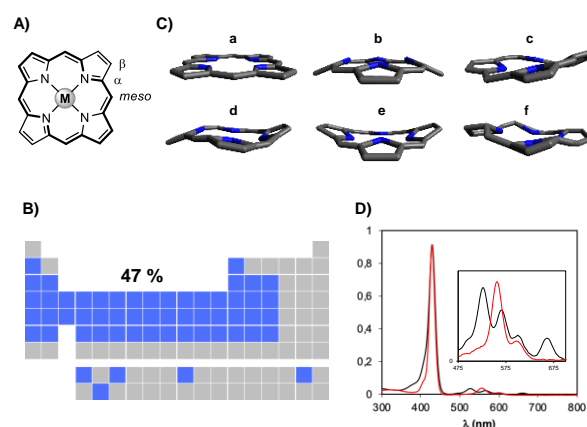 A)
N
N
M
N
N
β
α
meso
C)
a
b
c
d
e
f
B)
47 %
D)
1
0,8
0,6
0,4
0,2
0
300 400 500 600 700 800
λ (nm)
475 575 675